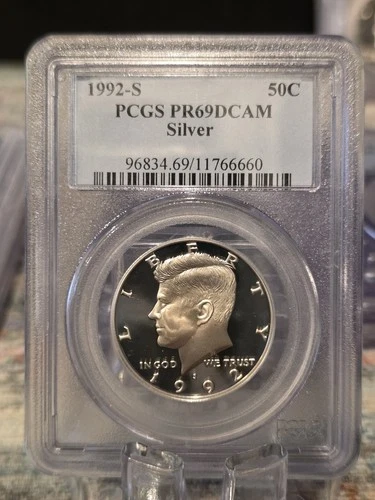 1992-S 50C
PCGS PR69DCAM
Silver
96834.69/11766660
LIBERTY
IN GOD WE TRUST
S
1992